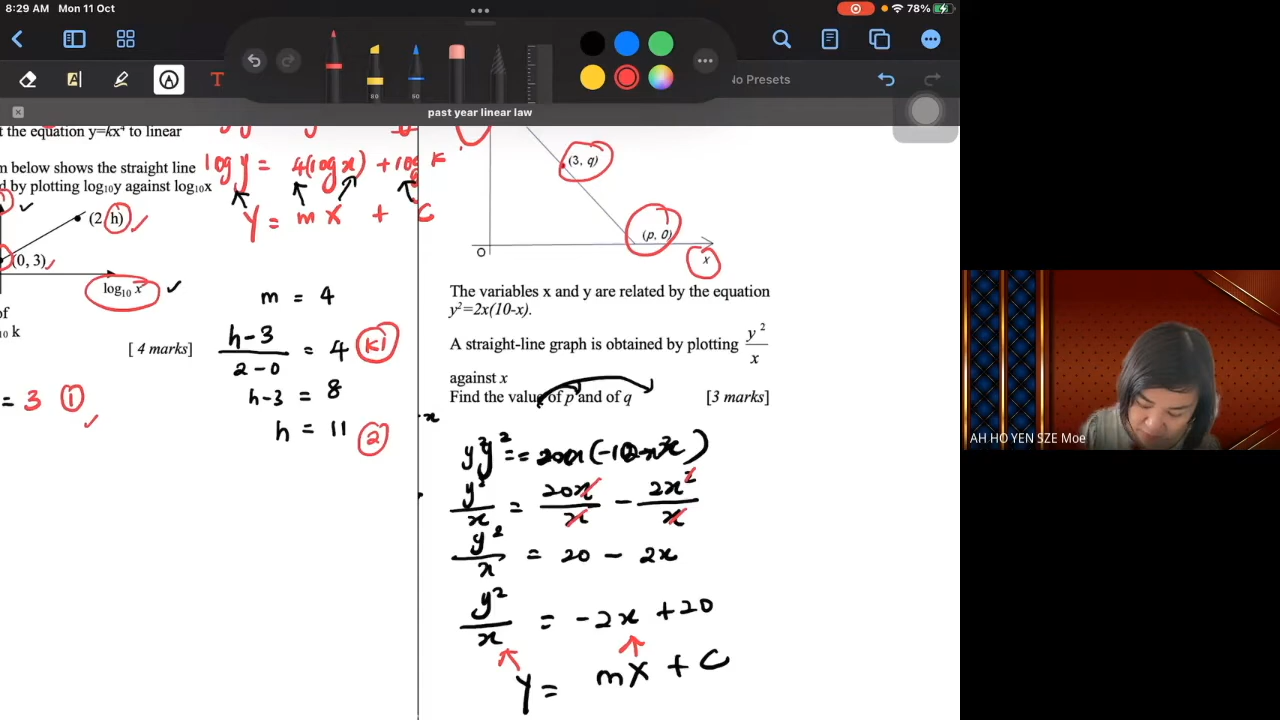 8:29 AM Mon 11 Oct
78%
T
80
50
No Presets
past year linear law
t the equation y=kx⁴ to linear
m below shows the straight line
d by plotting log₁₀y against log₁₀x
(2, h)
(0, 3)
log₁₀ x
of
₁₀ k
[ 4 marks]
= 3 ①
log y = 4(log x) + log k
Y = mX + C
m = 4
h-3 / 2-0 = 4 K1
h-3 = 8
h = 11 ②
(3, q)
(p, 0)
O
x
The variables x and y are related by the equation
y²=2x(10-x).
A straight-line graph is obtained by plotting y²/x
against x
Find the value of p and of q [3 marks]
y²/x = 20x/x - 2x²/x
y²/x = 20 - 2x
y²/x = -2x + 20
Y = mX + C
AH HO YEN SZE Moe